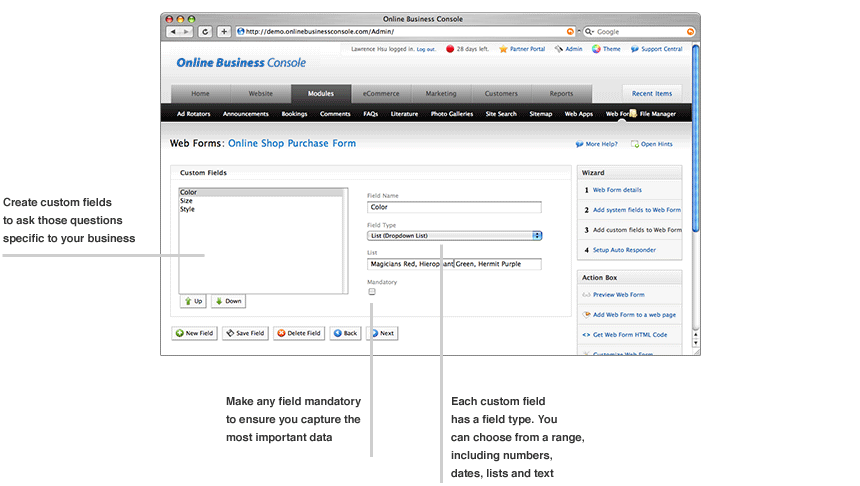 Online Business Console
http://demo.onlinebusinessconsole.com/Admin/
Google
Lawrence Hsu logged in. Log out. 28 days left. Partner Portal Admin Theme Support Central
Online Business Console
Home Website Modules eCommerce Marketing Customers Reports Recent Items
Ad Rotators Announcements Bookings Comments FAQs Literature Photo Galleries Site Search Sitemap Web Apps Web For File Manager
Web Forms: Online Shop Purchase Form
More Help? Open Hints
Custom Fields
Color
Size
Style
Up Down
Field Name
Color
Field Type
List (Dropdown List)
List
Magicians Red, Hierophant Green, Hermit Purple
Mandatory
New Field Save Field Delete Field Back Next
Wizard
1 Web Form details
2 Add system fields to Web Form
3 Add custom fields to Web Form
4 Setup Auto Responder
Action Box
Preview Web Form
Add Web Form to a web page
Get Web Form HTML Code
Customize Web Form
Create custom fields
to ask those questions
specific to your business
Make any field mandatory
to ensure you capture the
most important data
Each custom field
has a field type. You
can choose from a range,
including numbers,
dates, lists and text